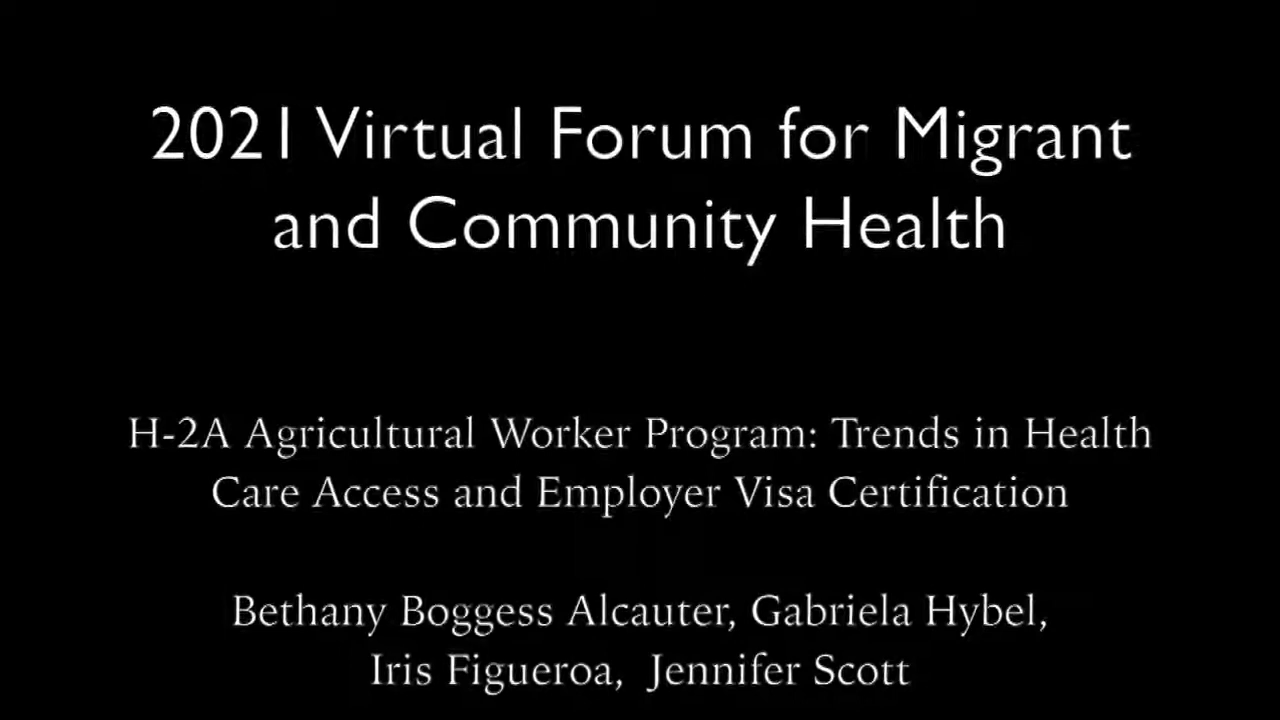 2021 Virtual Forum for Migrant
and Community Health
H-2A Agricultural Worker Program: Trends in Health
Care Access and Employer Visa Certification
Bethany Boggess Alcauter, Gabriela Hybel,
Iris Figueroa, Jennifer Scott